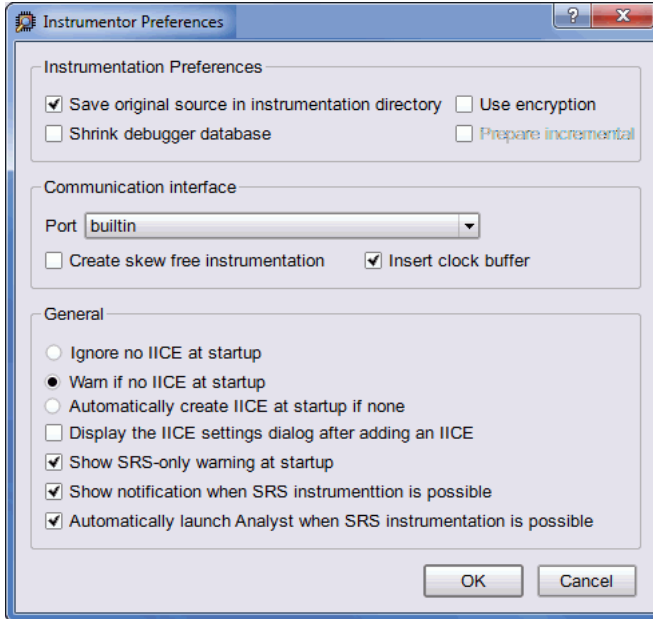 Instrumentor Preferences
Instrumentation Preferences
Save original source in instrumentation directory Use encryption
Shrink debugger database Prepare incremental
Communication interface
Port builtin
Create skew free instrumentation Insert clock buffer
General
Ignore no IICE at startup
Warn if no IICE at startup
Automatically create IICE at startup if none
Display the IICE settings dialog after adding an IICE
Show SRS-only warning at startup
Show notification when SRS instrumenttion is possible
Automatically launch Analyst when SRS instrumentation is possible
OK Cancel